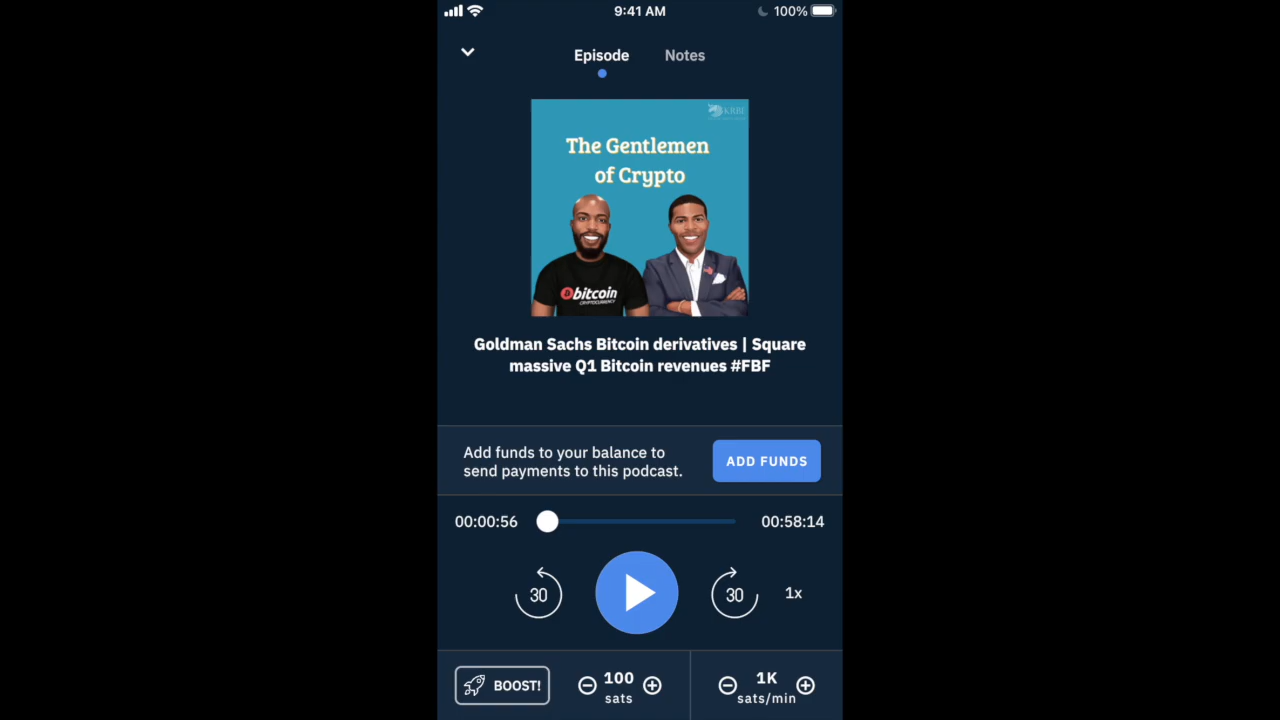 9:41 AM
100%
Episode
Notes
The Gentlemen
of Crypto
bitcoin
CRYPTOCURRENCY
Goldman Sachs Bitcoin derivatives | Square
massive Q1 Bitcoin revenues #FBF
Add funds to your balance to
send payments to this podcast.
ADD FUNDS
00:00:56
00:58:14
30
30
1x
BOOST!
100
sats
1K
sats/min